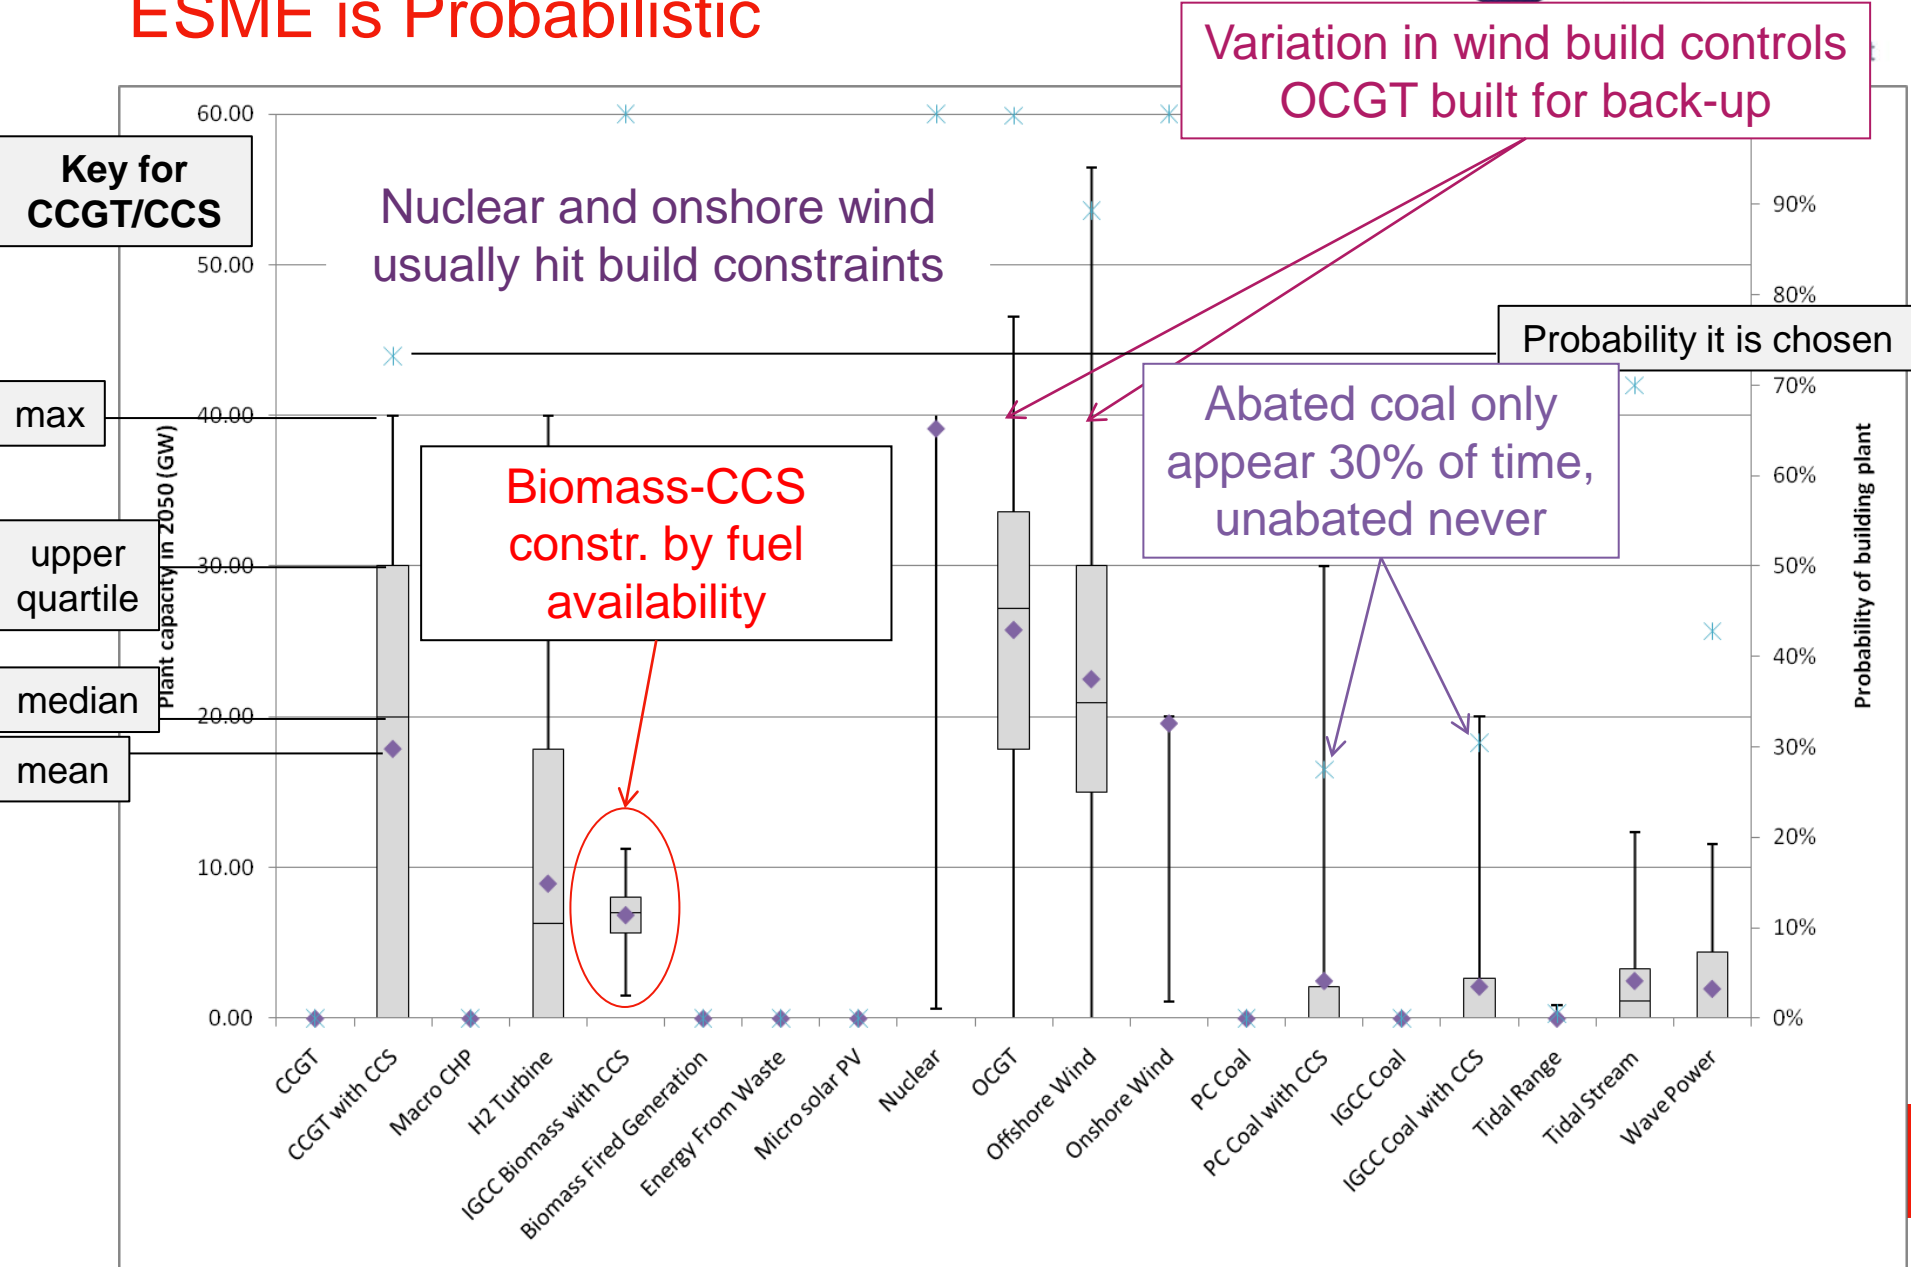 ESME is Probabilistic
Variation in wind build controls
OCGT built for back-up
Key for
CCGT/CCS
Nuclear and onshore wind
usually hit build constraints
Probability it is chosen
max
Abated coal only
appear 30% of time,
unabated never
Biomass-CCS
constr. by fuel
availability
upper
quartile
median
mean
Plant capacity in 2050 (GW)
60.00
50.00
40.00
30.00
20.00
10.00
0.00
90%
80%
70%
60%
50%
40%
30%
20%
10%
0%
Probability of building plant
CCGT
CCGT with CCS
Macro CHP
H2 Turbine
IGCC Biomass with CCS
Biomass Fired Generation
Energy From Waste
Micro solar PV
Nuclear
OCGT
Offshore Wind
Onshore Wind
PC Coal
PC Coal with CCS
IGCC Coal
IGCC Coal with CCS
Tidal Range
Tidal Stream
Wave Power